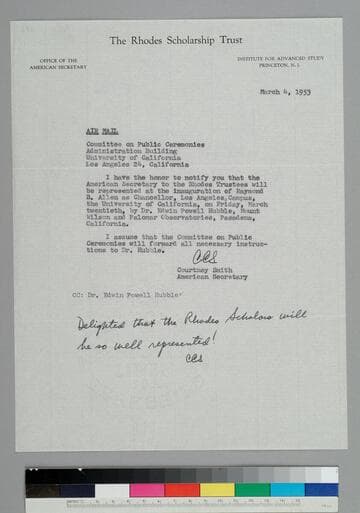 The Rhodes Scholarship Trust
OFFICE OF THE
AMERICAN SECRETARY
INSTITUTE FOR ADVANCED STUDY
PRINCETON, N. J.
March 4, 1953
AIR MAIL
Committee on Public Ceremonies
Administration Building
University of California
Los Angeles 24, California
I have the honor to notify you that the
American Secretary to the Rhodes Trustees will
be represented at the inauguration of Raymond
B. Allen as Chancellor, Los Angeles Campus,
the University of California, on Friday, March
twentieth, by Dr. Edwin Powell Hubble, Mount
Wilson and Palomar Observatories, Pasadena,
California.
I assume that the Committee on Public
Ceremonies will forward all necessary instruc-
tions to Dr. Hubble.
CCS
Courtney Smith
American Secretary
CC: Dr. Edwin Powell Hubble
Delighted that the Rhodes Scholars will
be so well represented!
CCS